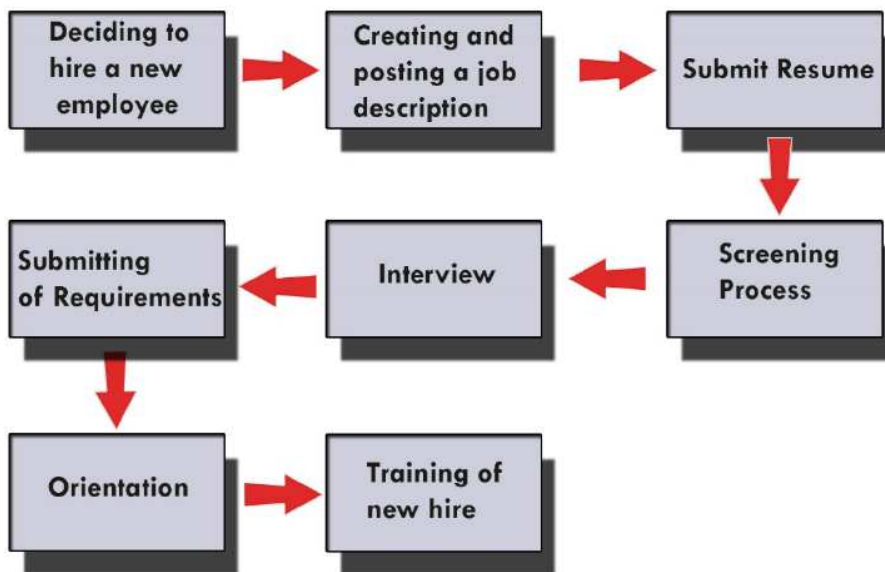 Deciding to
hire a new
employee
Creating and
posting a job
description
Submit Resume
Screening
Process
Interview
Submitting
of Requirements
Orientation
Training of
new hire